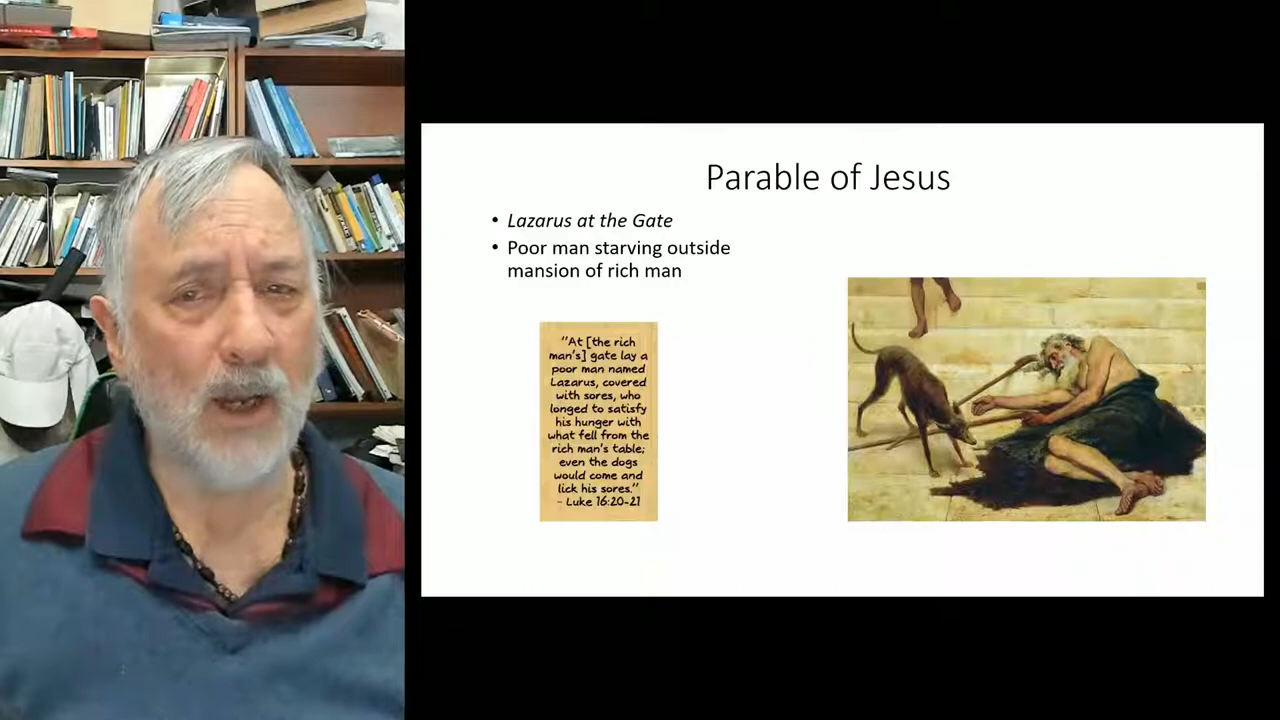 Parable of Jesus
• Lazarus at the Gate
• Poor man starving outside
mansion of rich man
"At [the rich
man's] gate lay a
poor man named
Lazarus, covered
with sores, who
longed to satisfy
his hunger with
what fell from the
rich man's table;
even the dogs
would come and
lick his sores."
- Luke 16:20-21